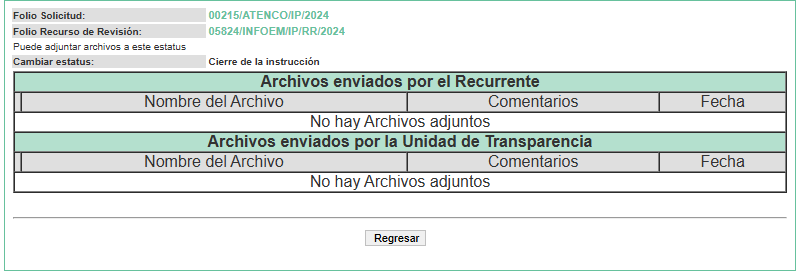 Folio Solicitud: 00215/ATENCO/IP/2024
Folio Recurso de Revisión: 05824/INFOEM/IP/RR/2024
Puede adjuntar archivos a este estatus
Cambiar estatus: Cierre de la instrucción
Archivos enviados por el Recurrente
Nombre del Archivo Comentarios Fecha
No hay Archivos adjuntos
Archivos enviados por la Unidad de Transparencia
Nombre del Archivo Comentarios Fecha
No hay Archivos adjuntos
Regresar